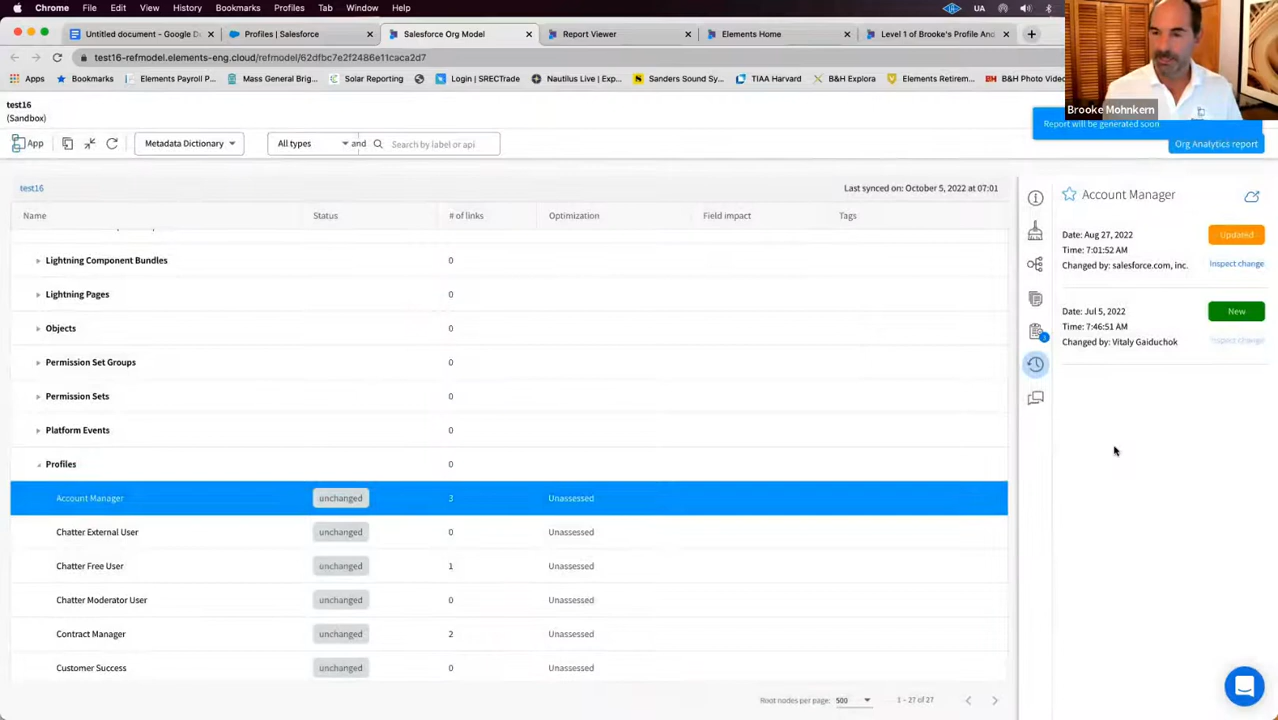 Chrome File Edit View History Bookmarks Profiles Tab Window Help UA
Untitled document - Google D Profiles | Salesforce Salesforce Org Model Report Viewer Elements Home Level 1 of Brooke's Profile An
Apps Bookmarks Elements Payroll Mass General Brig... Solar Reporting Logon | SRECTrade Nautilus Live | Exp... Sanders Sound Sy... TIAA Harvard B&H Explora Elements Retirem... B&H Photo Video
Brooke Mohnkern
test16
(Sandbox)
Report will be generated soon
App Metadata Dictionary All types and Search by label or api Org Analytics report
test16 Last synced on: October 5, 2022 at 07:01
Name Status # of links Optimization Field impact Tags
Lightning Component Bundles 0
Lightning Pages 0
Objects 0
Permission Set Groups 0
Permission Sets 0
Platform Events 0
Profiles 0
Account Manager unchanged 3 Unassessed
Chatter External User unchanged 0 Unassessed
Chatter Free User unchanged 1 Unassessed
Chatter Moderator User unchanged 0 Unassessed
Contract Manager unchanged 2 Unassessed
Customer Success unchanged 0 Unassessed
Root nodes per page: 500 1 - 27 of 27
Account Manager
Date: Aug 27, 2022 Updated
Time: 7:01:52 AM
Changed by: salesforce.com, inc. Inspect change
Date: Jul 5, 2022 New
Time: 7:46:51 AM
Changed by: Vitaly Gaiduchok Inspect change